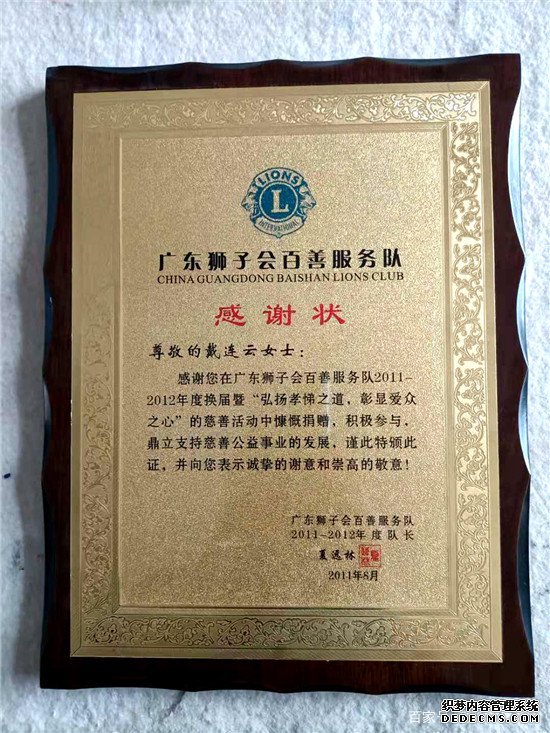 LIONS
L
INTERNATIONAL
广东狮子会百善服务队
CHINA GUANGDONG BAISHAN LIONS CLUB
感谢状
尊敬的戴连云女士：
感谢您在广东狮子会百善服务队2011-
2012年度换届暨“弘扬孝悌之道，彰显爱众
之心”的慈善活动中慷慨捐赠，积极参与，
鼎立支持慈善公益事业的发展，谨此特颁此
证，并向您表示诚挚的谢意和崇高的敬意！
广东狮子会百善服务队
2011-2012年度队长
2011年8月
百家
织梦内容管理系统
DEDECMS.COM